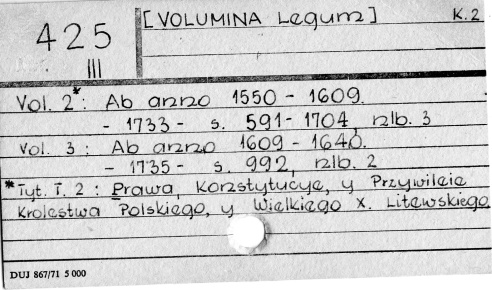 [VOLUMINA Legum] K.2
425
III
Vol. 2*: Ab anno 1550 - 1609.
- 1733 - s. 591-1704, nlb. 3
Vol. 3 : Ab anno 1609 - 1640.
- 1735 - s. 992, nlb. 2
*Tyt. T. 2 : Prawa, Konstytucye, y Przywileie
Krolestwa Polskiego, y Wielkiego X. Litewskiego
DUJ 867/71 5 000